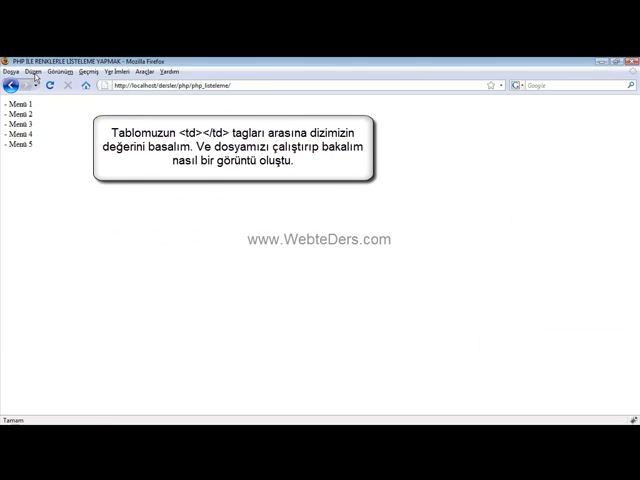 PHP İLE RENKLERLE LİSTELEME YAPMAK - Mozilla Firefox
Dosya Düzen Görünüm Geçmiş Yer İmleri Araçlar Yardım
http://localhost/dersler/php/php_listeleme/
Google
- Menü 1
- Menü 2
- Menü 3
- Menü 4
- Menü 5
Tablomuzun <td></td> tagları arasına dizimizin
değerini basalım. Ve dosyamızı çalıştırıp bakalım
nasıl bir görüntü oluştu.
www.WebteDers.com
Tamam